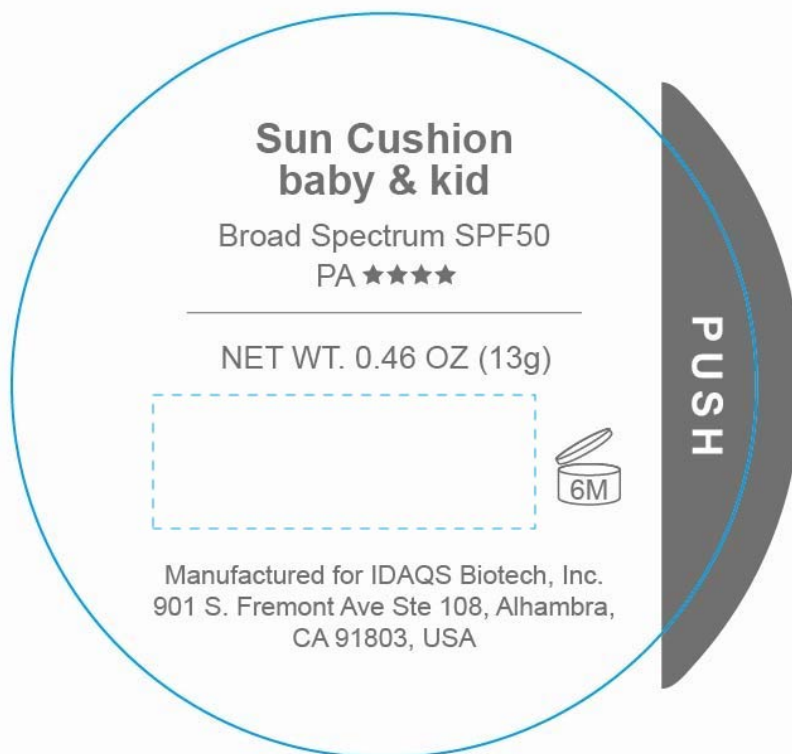 Sun Cushion
baby & kid
Broad Spectrum SPF50
PA ★★★★
NET WT. 0.46 OZ (13g)
6M
Manufactured for IDAQS Biotech, Inc.
901 S. Fremont Ave Ste 108, Alhambra,
CA 91803, USA
PUSH